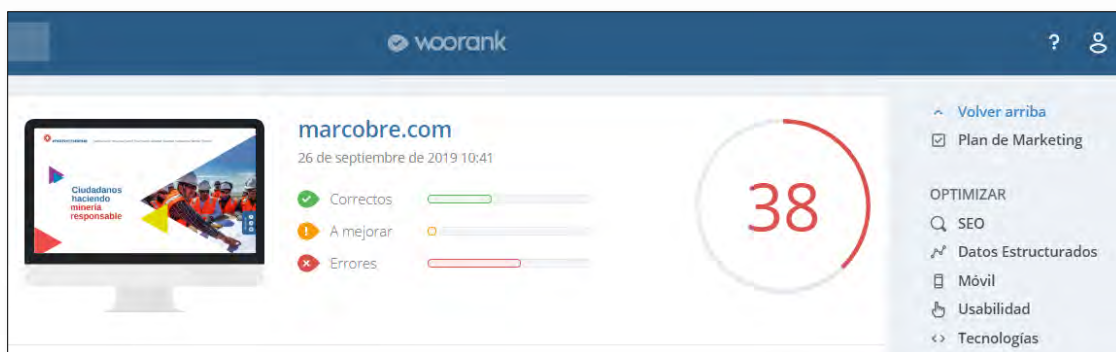 woorank
?
marcobre.com
26 de septiembre de 2019 10:41
Correctos
A mejorar
Errores
38
Ciudadanos
haciendo
minería
responsable
Volver arriba
Plan de Marketing
OPTIMIZAR
SEO
Datos Estructurados
Móvil
Usabilidad
Tecnologías